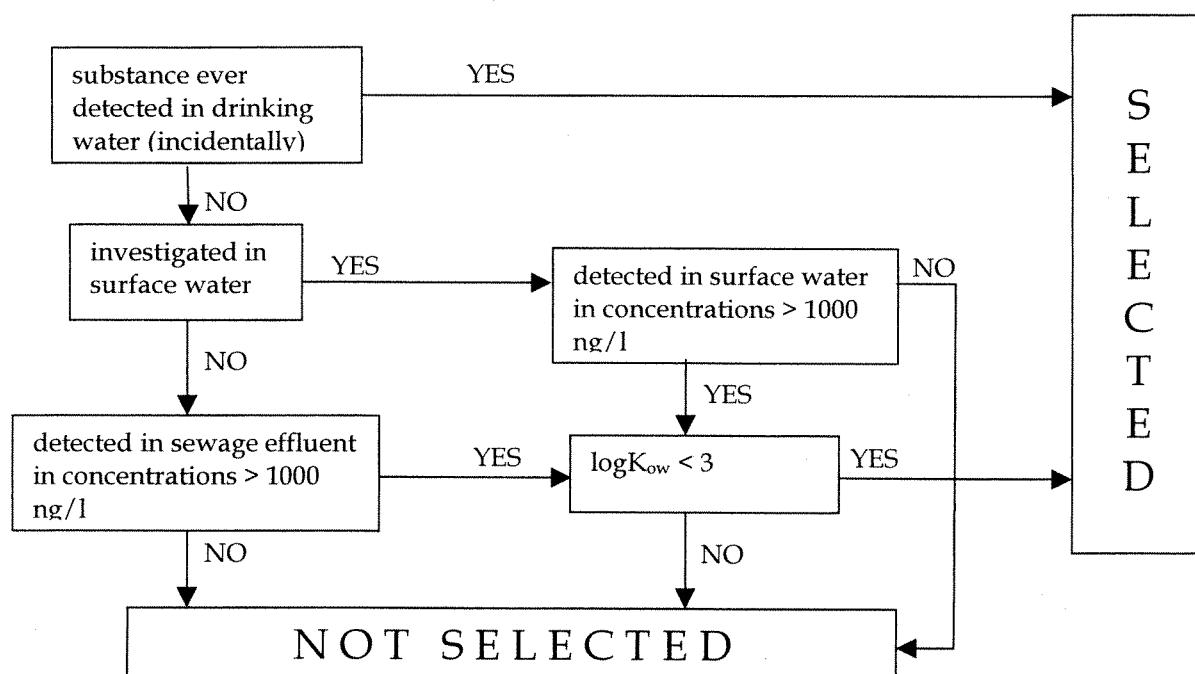 substance ever
detected in drinking
water (incidentally)
YES
NO
investigated in
surface water
YES
detected in surface water
in concentrations > 1000
ng/l
NO
NO
YES
detected in sewage effluent
in concentrations > 1000
ng/l
YES
logKow < 3
YES
NO
NO
NOT SELECTED
S
E
L
E
C
T
E
D